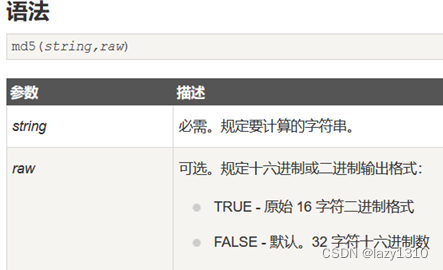 语法
md5(string,raw)
参数 描述
string 必需。规定要计算的字符串。
raw 可选。规定十六进制或二进制输出格式：
TRUE - 原始 16 字符二进制格式
FALSE - 默认。32 字符十六进制数
CSDN @lazy1310